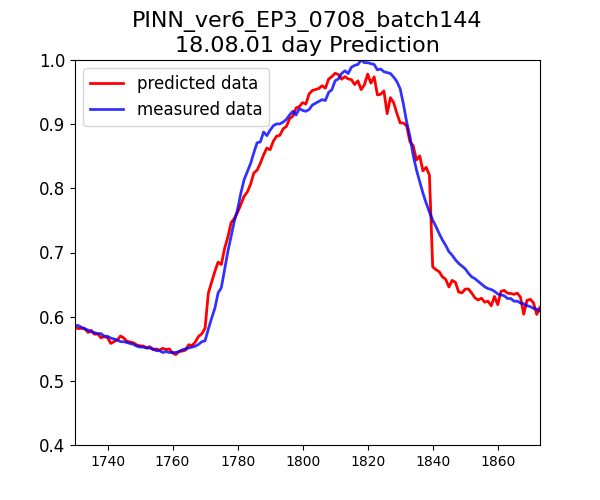 PINN_ver6_EP3_0708_batch144
18.08.01 day Prediction
predicted data
measured data
1.0
0.9
0.8
0.7
0.6
0.5
0.4
1740 1760 1780 1800 1820 1840 1860